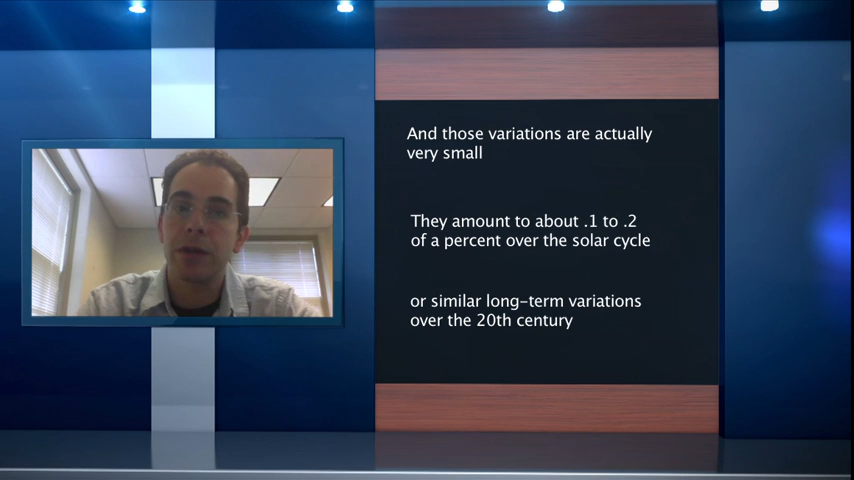 And those variations are actually
very small
They amount to about .1 to .2
of a percent over the solar cycle
or similar long-term variations
over the 20th century